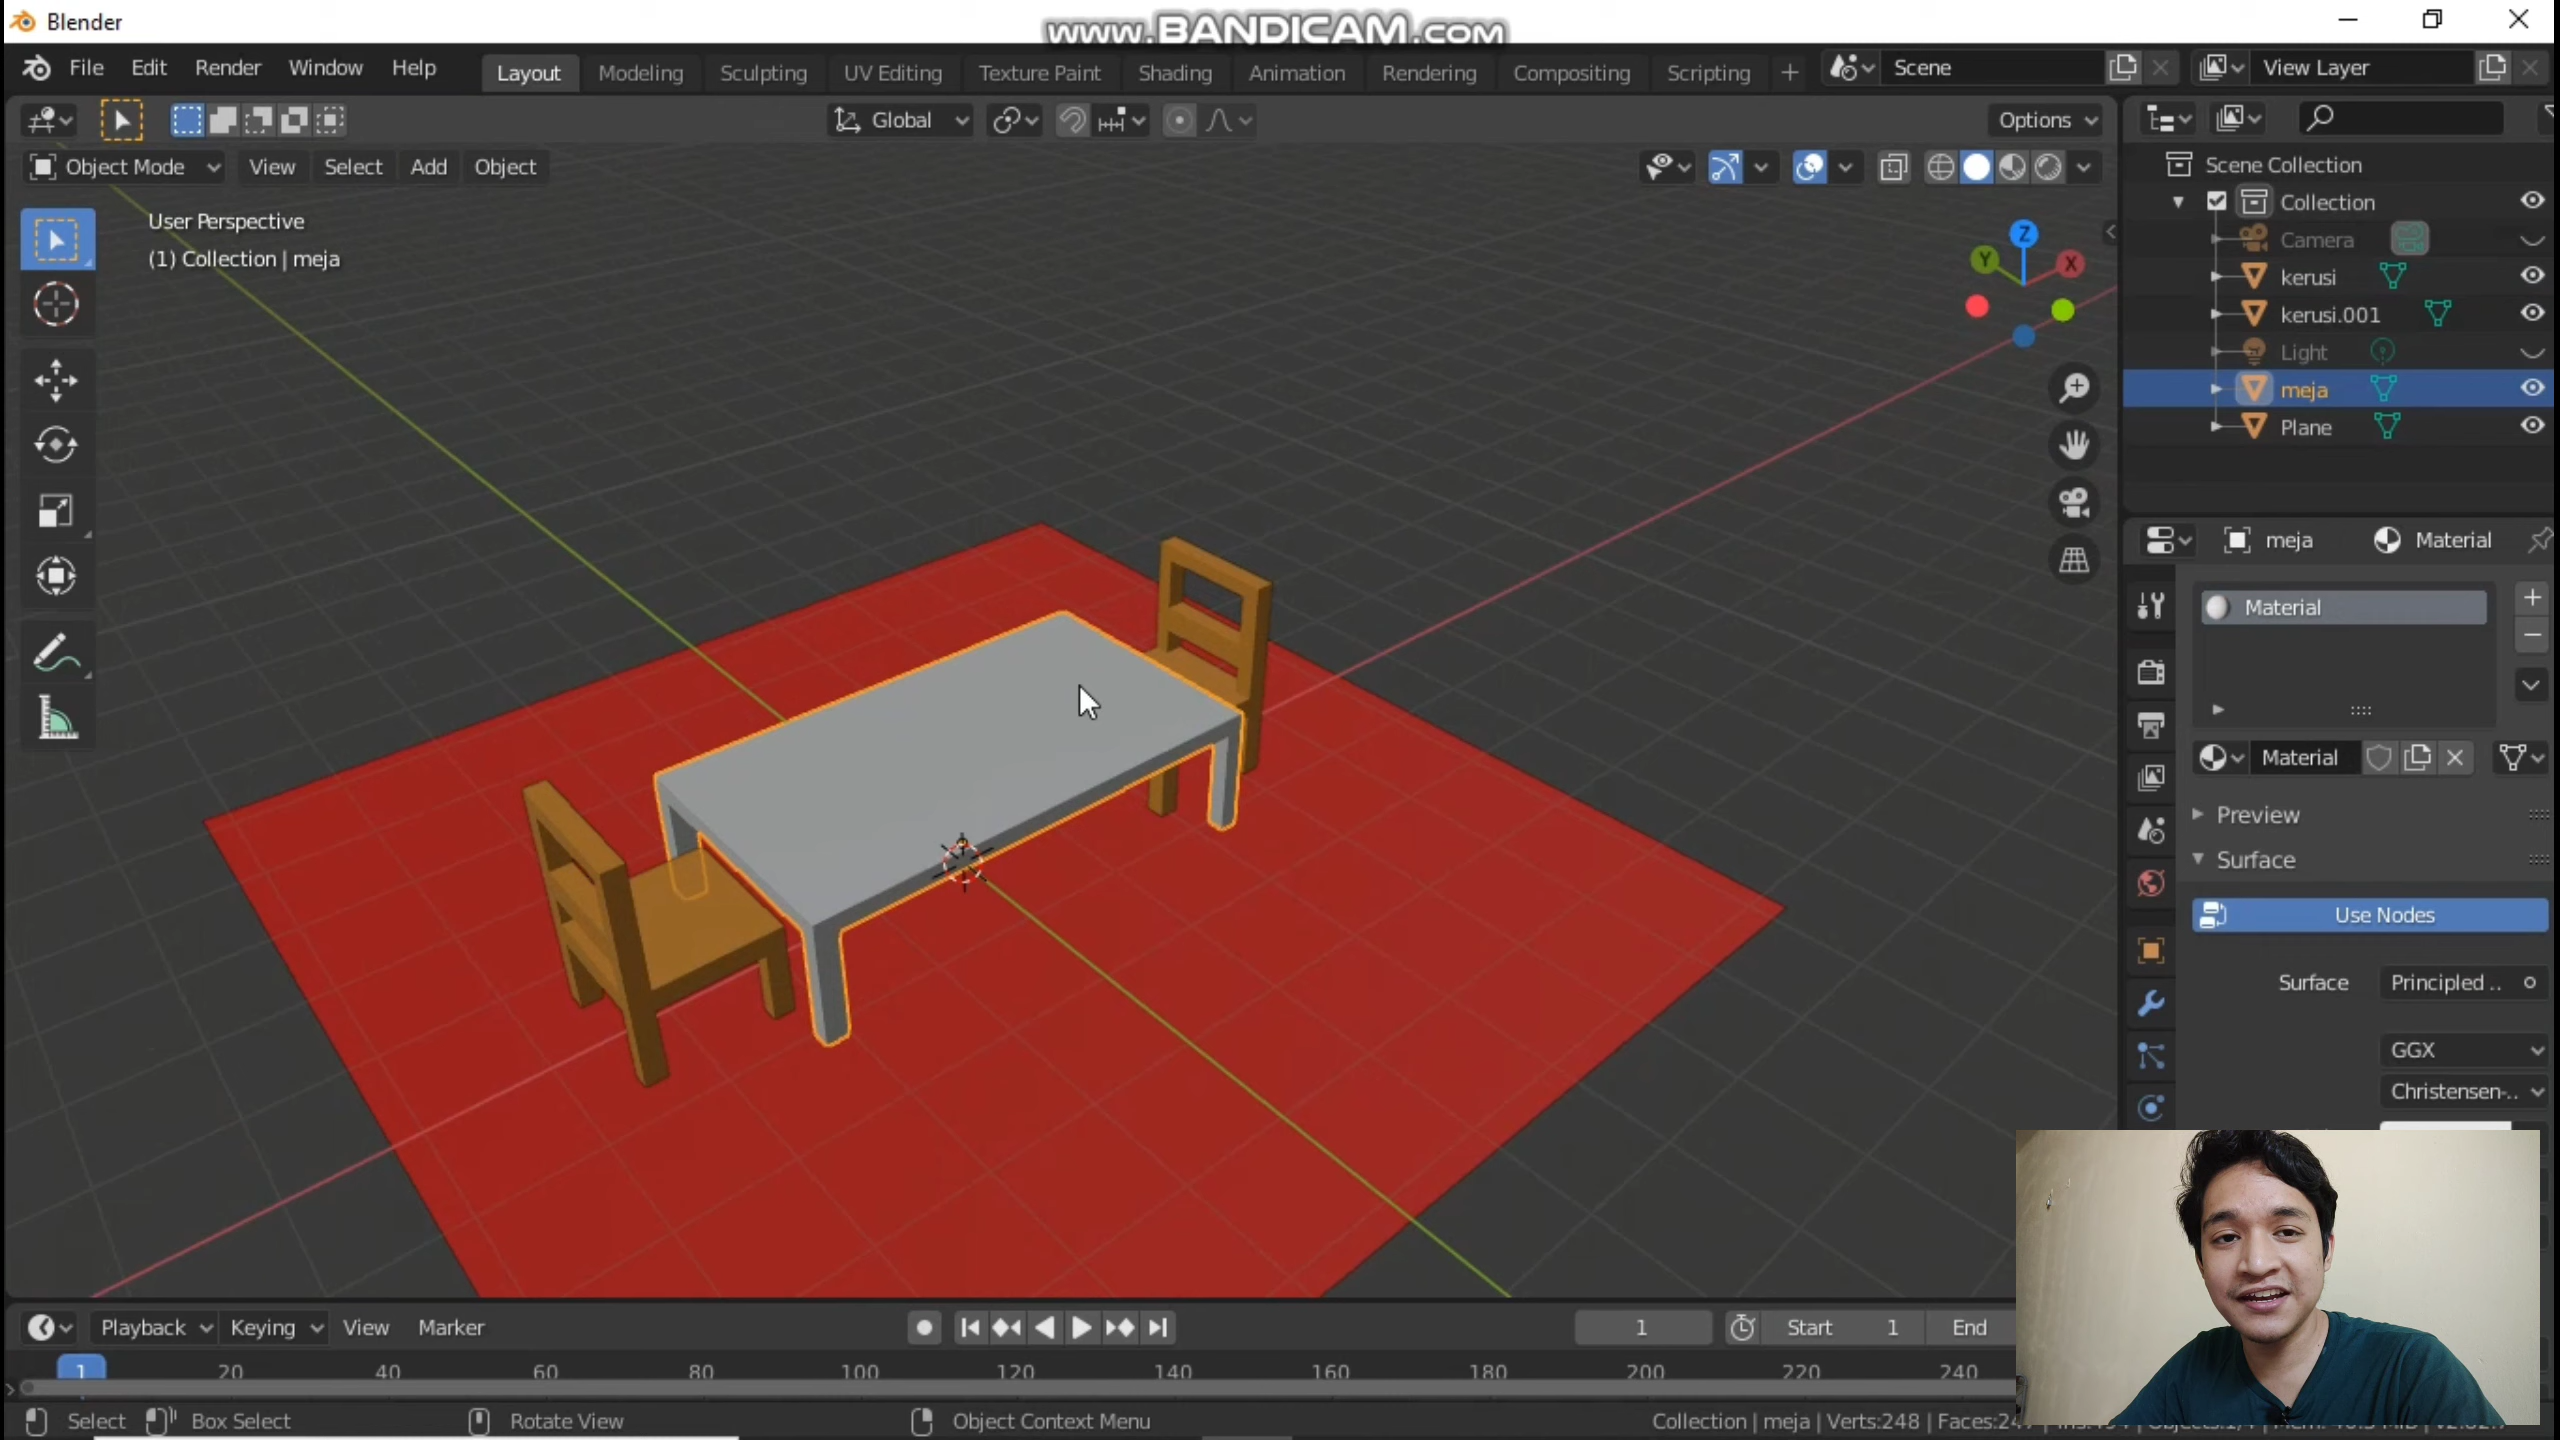 Blender
www.BANDICAM.com
File Edit Render Window Help
Layout Modeling Sculpting UV Editing Texture Paint Shading Animation Rendering Compositing Scripting +
Scene
View Layer
Global
Options
Object Mode View Select Add Object
User Perspective
(1) Collection | meja
Z
Y
X
Scene Collection
Collection
Camera
kerusi
kerusi.001
Light
meja
Plane
meja Material
Material
Material
Preview
Surface
Use Nodes
Surface Principled ..
GGX
Christensen-..
Playback Keying View Marker
1 Start 1 End
1 20 40 60 80 100 120 140 160 180 200 220 240
Select Box Select Rotate View Object Context Menu
Collection | meja | Verts:248 |